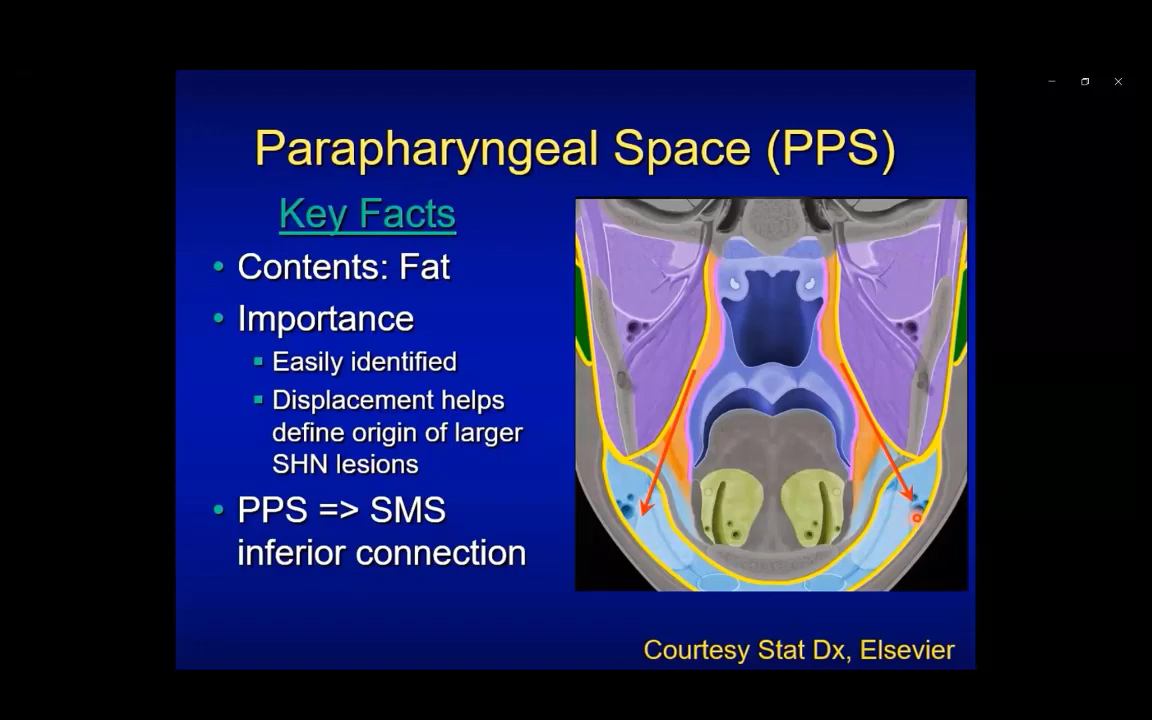 Parapharyngeal Space (PPS)
Key Facts
• Contents: Fat
• Importance
▪ Easily identified
▪ Displacement helps
define origin of larger
SHN lesions
• PPS => SMS
inferior connection
Courtesy Stat Dx, Elsevier